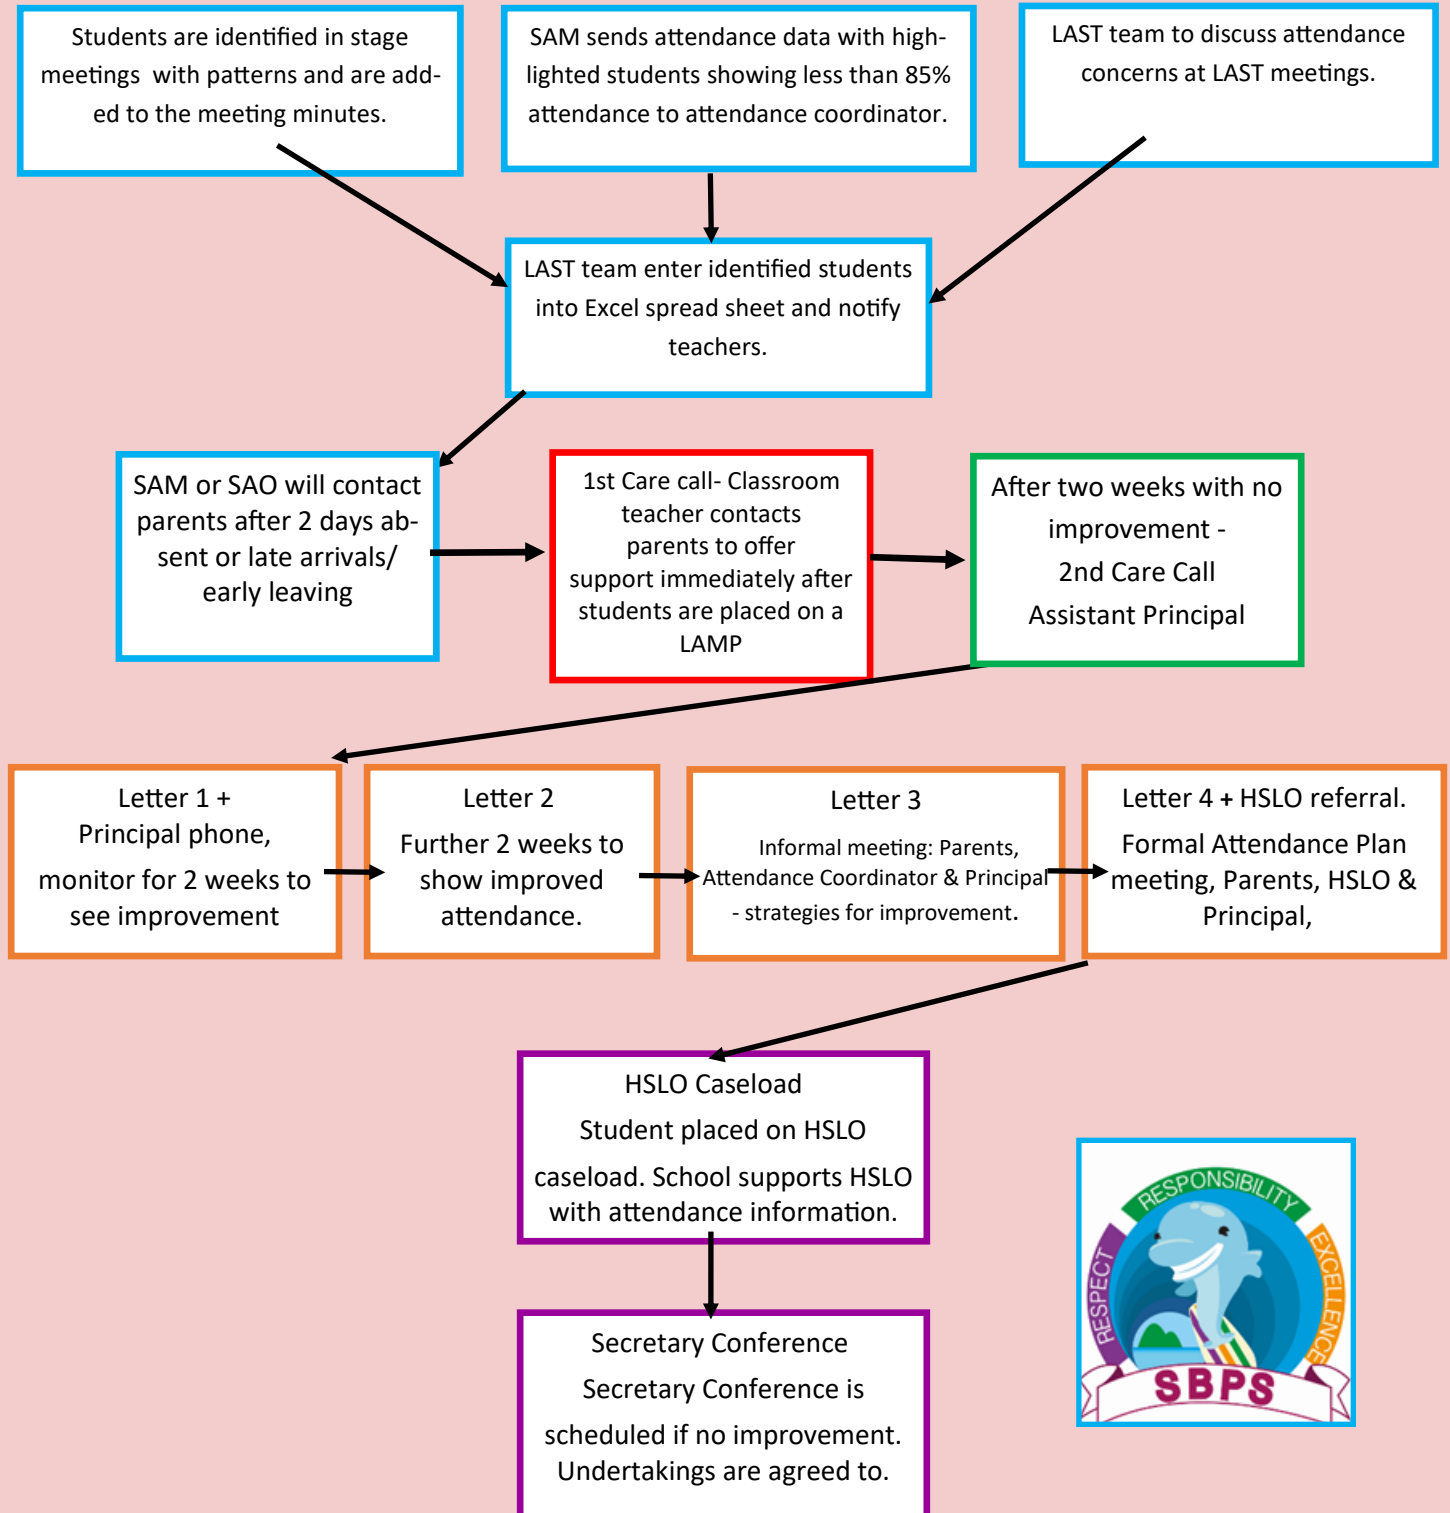 Students are identified in stage
meetings  with patterns and are add-
ed to the meeting minutes.
SAM sends attendance data with high-
lighted students showing less than 85%
attendance to attendance coordinator.
LAST team to discuss attendance
concerns at LAST meetings.
LAST team enter identified students
into Excel spread sheet and notify
teachers.
SAM or SAO will contact
parents after 2 days ab-
sent or late arrivals/
early leaving
1st Care call- Classroom
teacher contacts
parents to offer
support immediately after
students are placed on a
LAMP
After two weeks with no
improvement -
2nd Care Call
Assistant Principal
Letter 1 +
Principal phone,
monitor for 2 weeks to
see improvement
Letter 2
Further 2 weeks to
show improved
attendance.
Letter 3
Informal meeting: Parents,
Attendance Coordinator & Principal
- strategies for improvement.
Letter 4 + HSLO referral.
Formal Attendance Plan
meeting, Parents, HSLO &
Principal,
HSLO Caseload
Student placed on HSLO
caseload. School supports HSLO
with attendance information.
Secretary Conference
Secretary Conference is
scheduled if no improvement.
Undertakings are agreed to.
RESPECT
RESPONSIBILITY
EXCELLENCE
SBPS